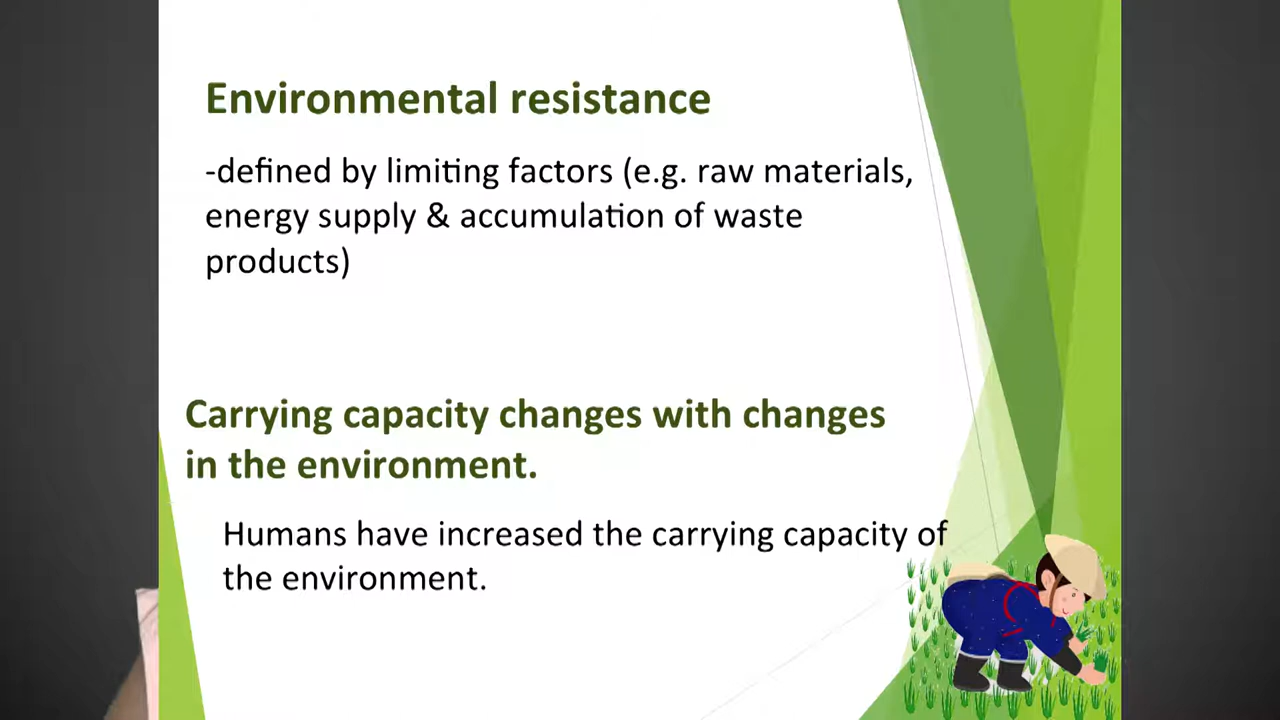 Environmental resistance
-defined by limiting factors (e.g. raw materials,
energy supply & accumulation of waste
products)
Carrying capacity changes with changes
in the environment.
Humans have increased the carrying capacity of
the environment.